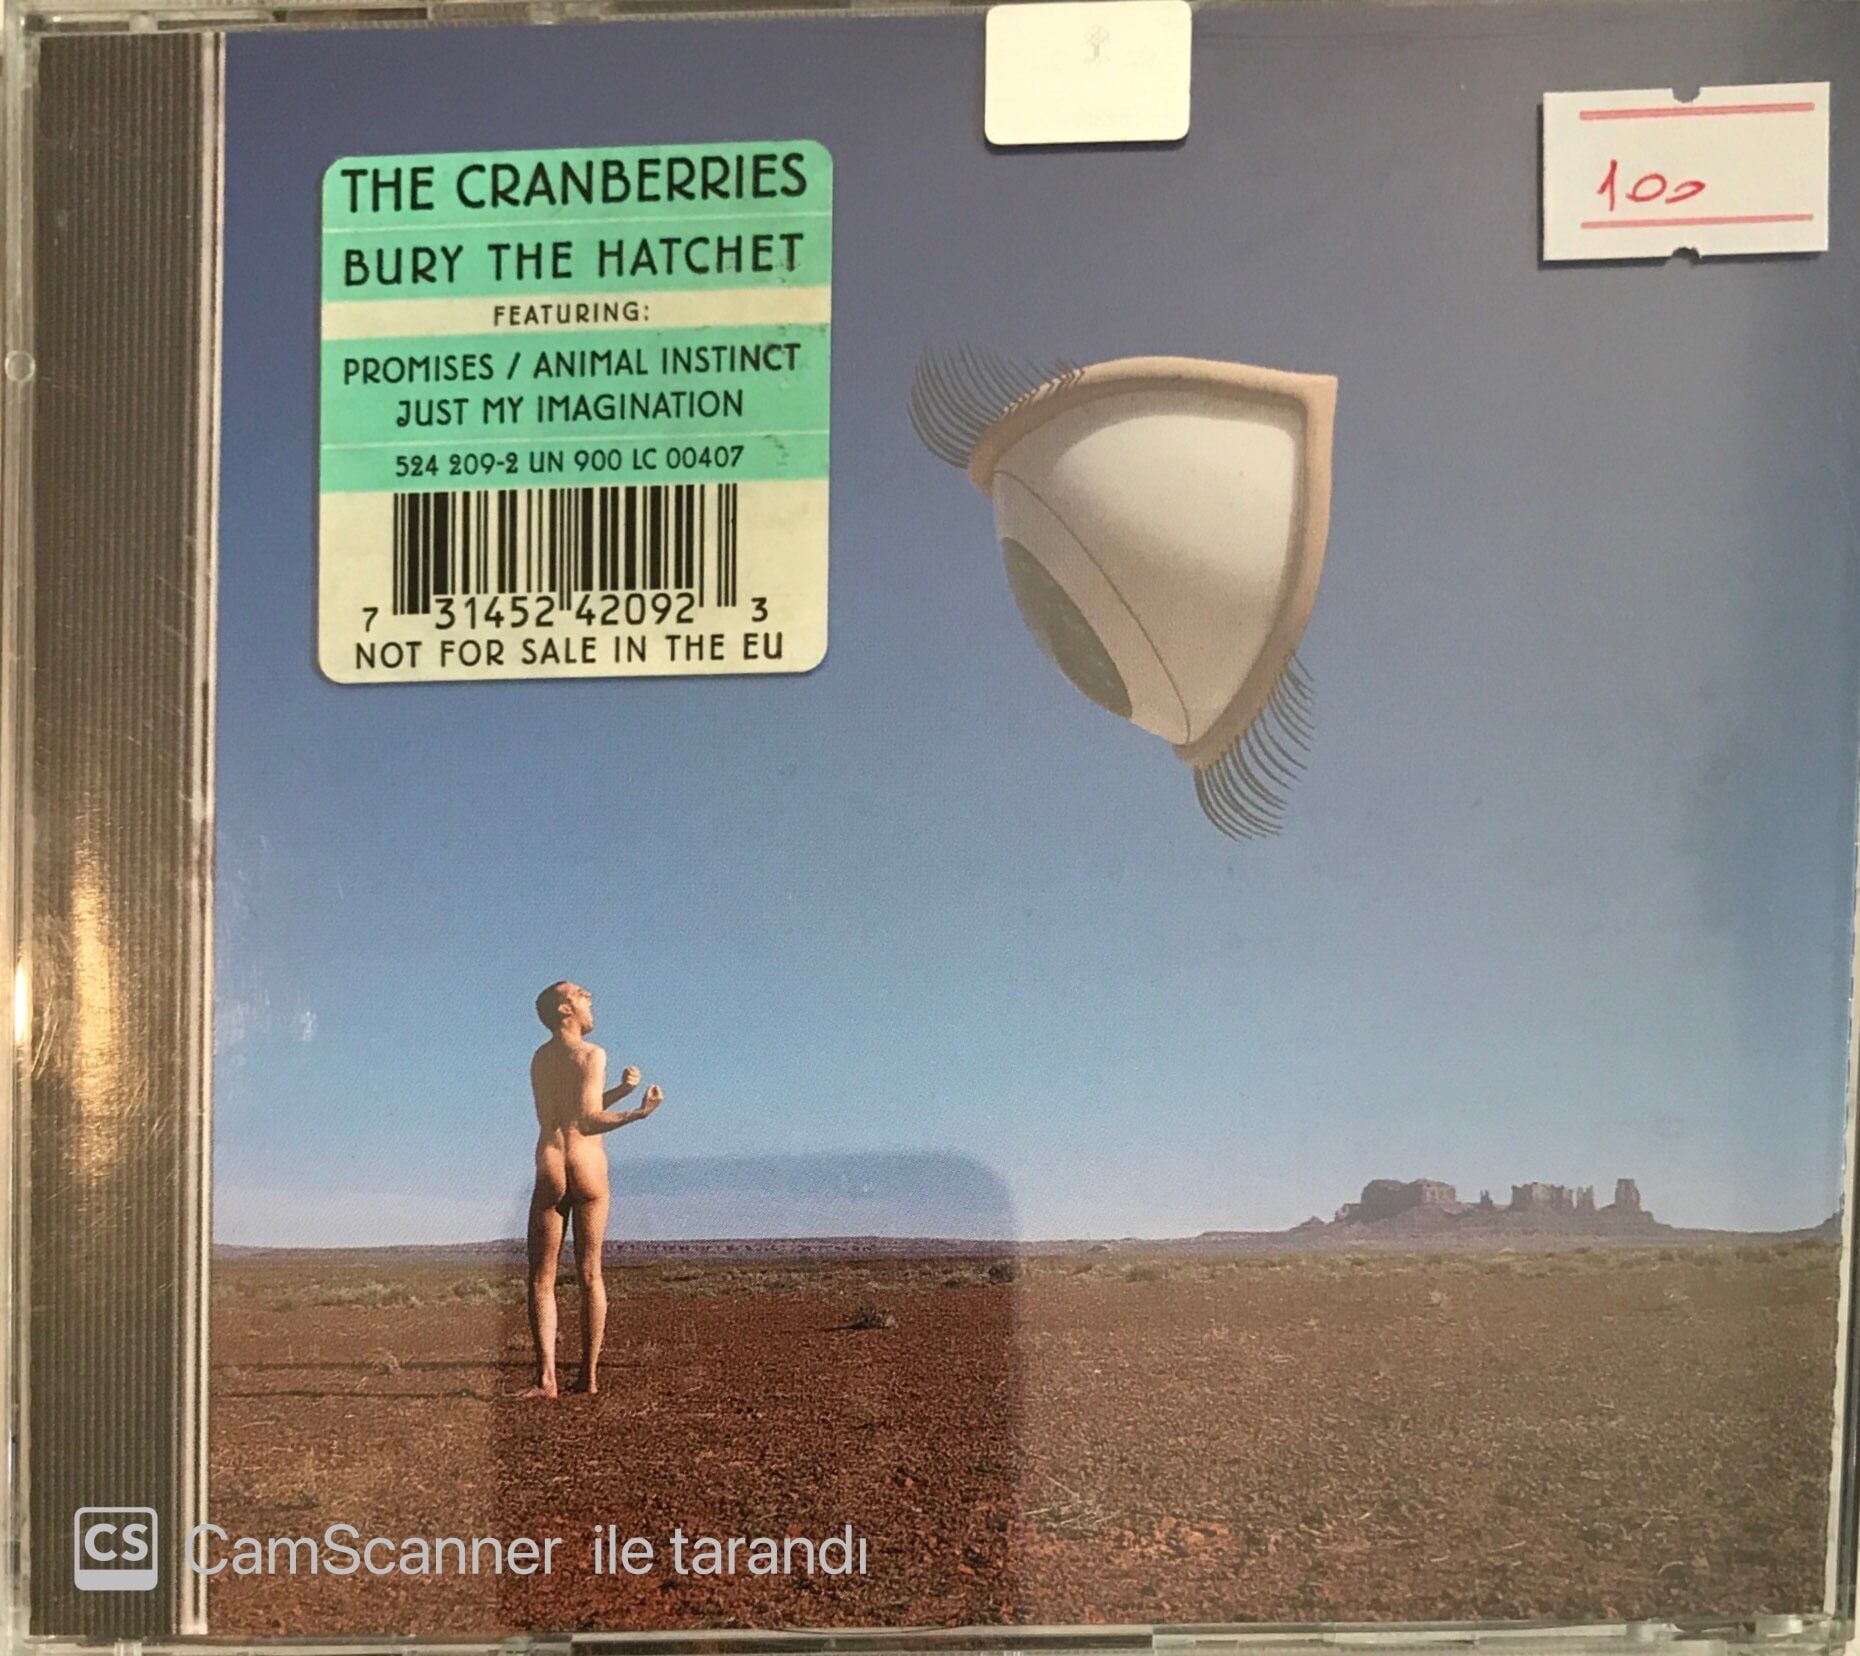 THE CRANBERRIES
BURY THE HATCHET
FEATURING:
PROMISES / ANIMAL INSTINCT
JUST MY IMAGINATION
524 209-2 UN 900 LC 00407
7 31452 42092 3
NOT FOR SALE IN THE EU
100
CS CamScanner ile tarandı